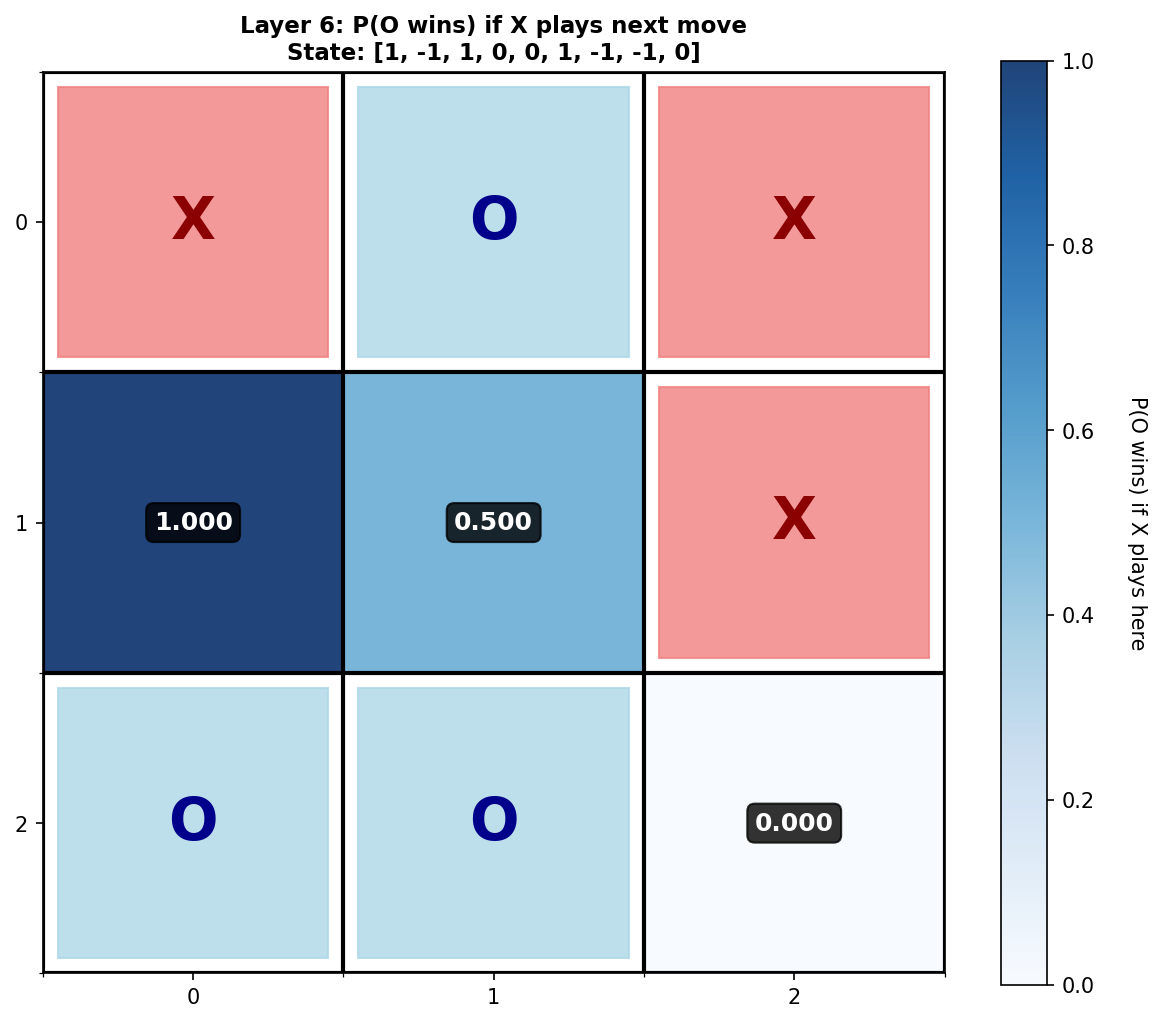 Layer 6: P(O wins) if X plays next move
State: [1, -1, 1, 0, 0, 1, -1, -1, 0]
X
O
X
1.000
0.500
X
O
O
0.000
0
1
2
0
1
2
1.0
0.8
0.6
0.4
0.2
0.0
P(O wins) if X plays here